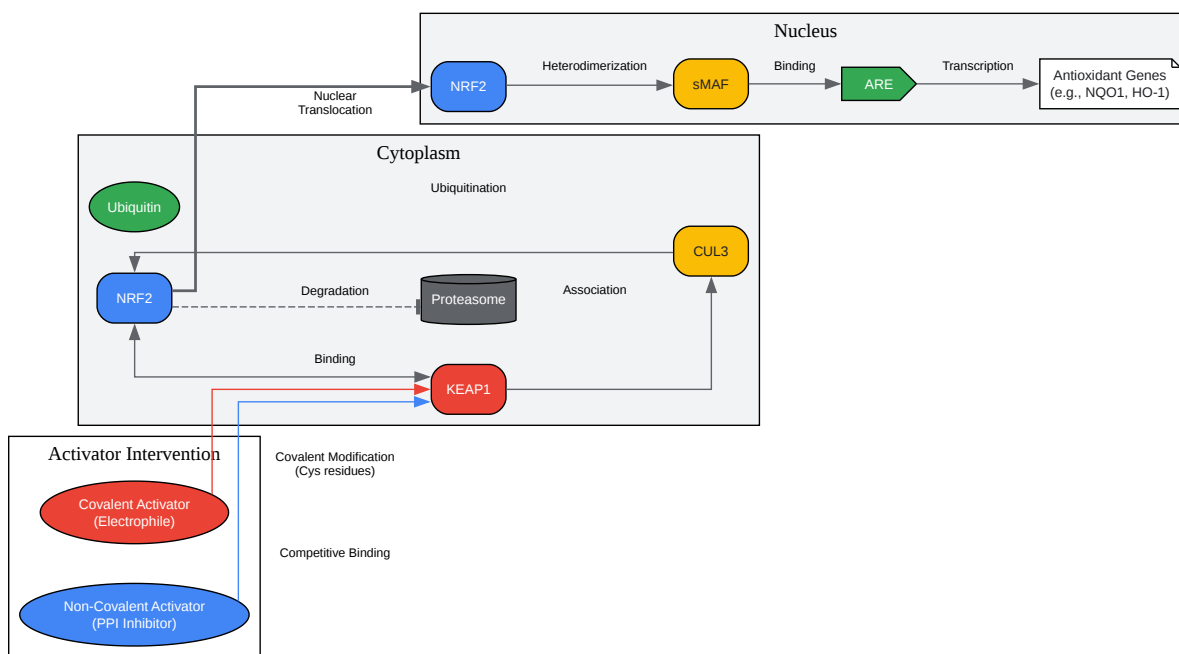 Nucleus
NRF2
Heterodimerization
sMAF
Binding
ARE
Transcription
Antioxidant Genes
(e.g., NQO1, HO-1)
Nuclear
Translocation
Cytoplasm
Ubiquitination
Ubiquitin
CUL3
NRF2
Degradation
Proteasome
Association
Binding
KEAP1
Activator Intervention
Covalent Modification
(Cys residues)
Covalent Activator
(Electrophile)
Competitive Binding
Non-Covalent Activator
(PPI Inhibitor)